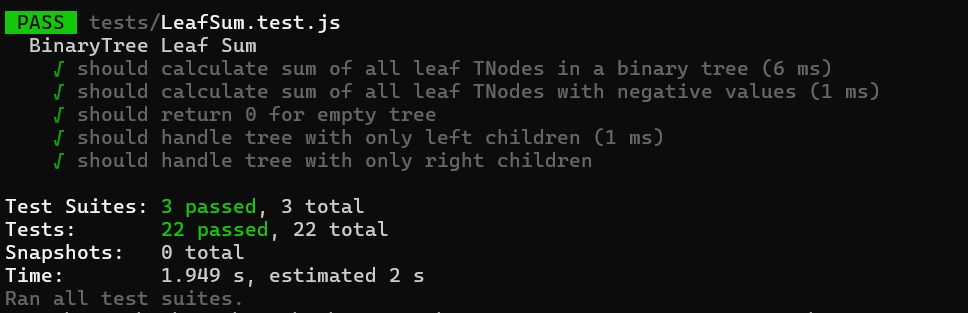 PASS tests/LeafSum.test.js
BinaryTree Leaf Sum
√ should calculate sum of all leaf TNodes in a binary tree (6 ms)
√ should calculate sum of all leaf TNodes with negative values (1 ms)
√ should return 0 for empty tree
√ should handle tree with only left children (1 ms)
√ should handle tree with only right children
Test Suites: 3 passed, 3 total
Tests: 22 passed, 22 total
Snapshots: 0 total
Time: 1.949 s, estimated 2 s
Ran all test suites.